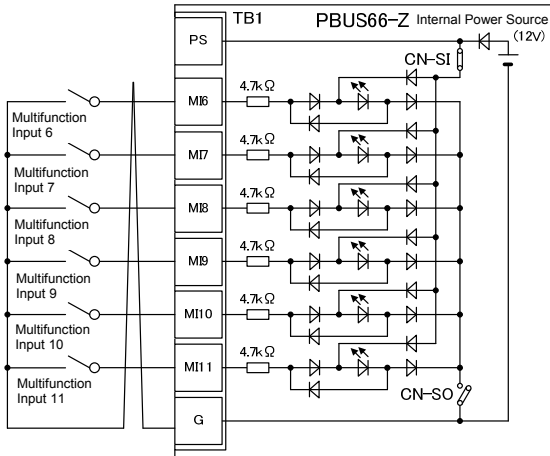 TB1
PBUS66-Z
Internal Power Source
(12V)
PS
CN-SI
MI6
4.7kΩ
Multifunction
Input 6
MI7
4.7kΩ
Multifunction
Input 7
MI8
4.7kΩ
Multifunction
Input 8
MI9
4.7kΩ
Multifunction
Input 9
MI10
4.7kΩ
Multifunction
Input 10
MI11
4.7kΩ
Multifunction
Input 11
CN-SO
G